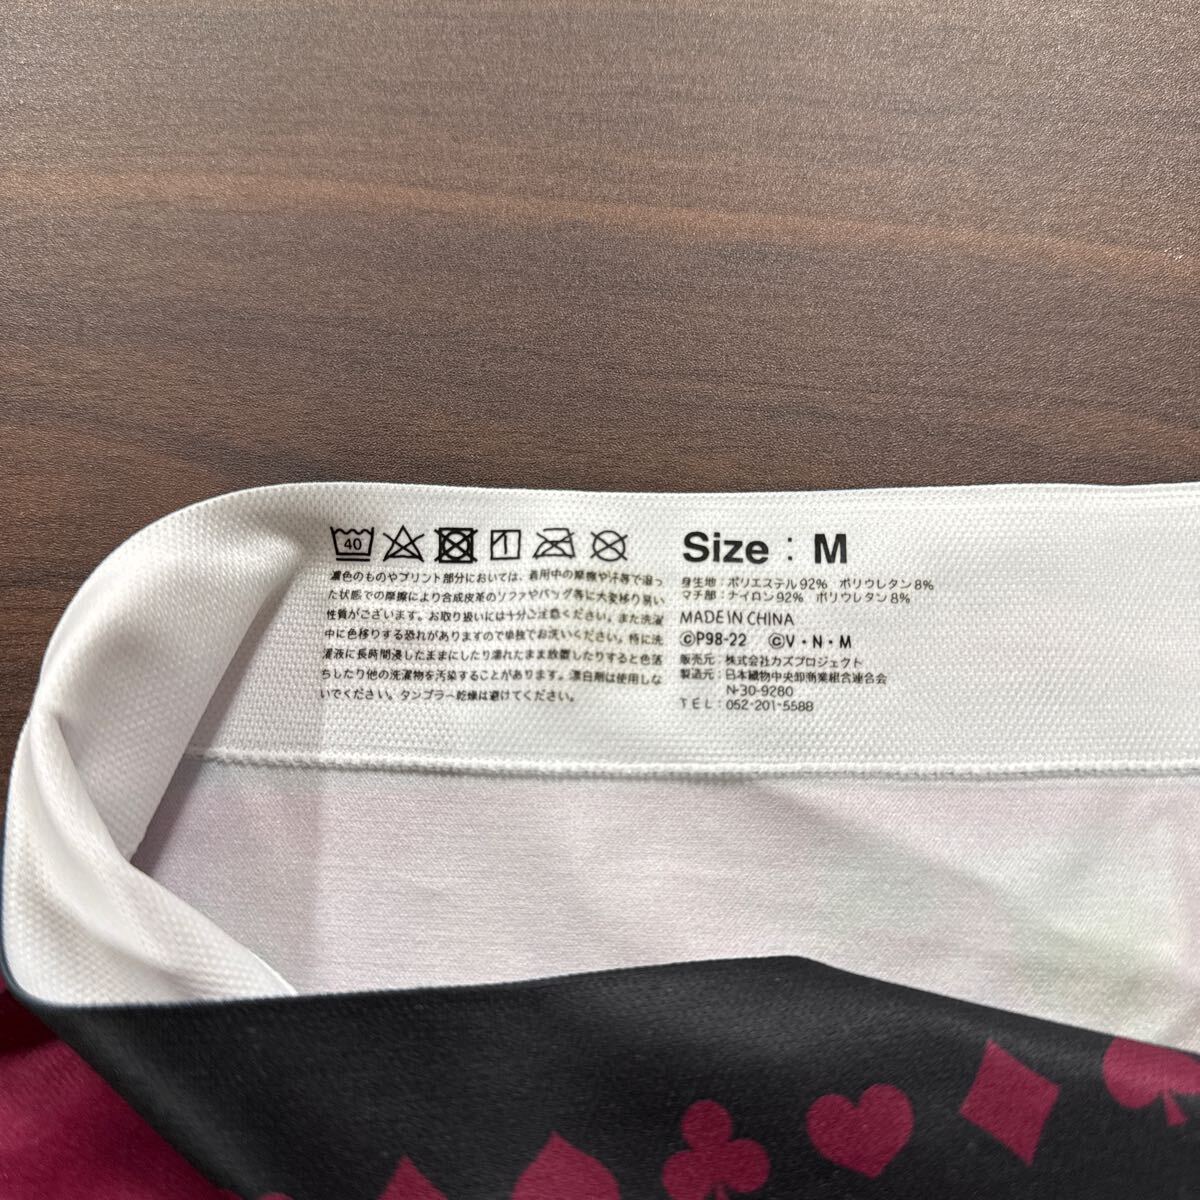 40
濃色のものやプリント部分においては、着用中の摩擦や汗等で湿っ
た状態での摩擦により合成皮革のソファやバッグ等に大変移り易い
性質がございます。お取り扱いには十分ご注意ください。また洗濯
中に色移りする恐れがありますので単独でお洗いください。特に洗
濯液に長時間浸したままにしたり濡れたまま放置したりすると色落
ちしたり他の洗濯物を汚染することがあります。漂白剤は使用しな
いでください。タンブラー乾燥は避けてください。
Size : M
身生地：ポリエステル92% ポリウレタン8%
マチ部：ナイロン92% ポリウレタン8%
MADE IN CHINA
©P98-22 ©V・N・M
販売元：株式会社カズプロジェクト
製造元：日本織物中央卸商業組合連合会
N-30-9280
TEL：052-201-5588